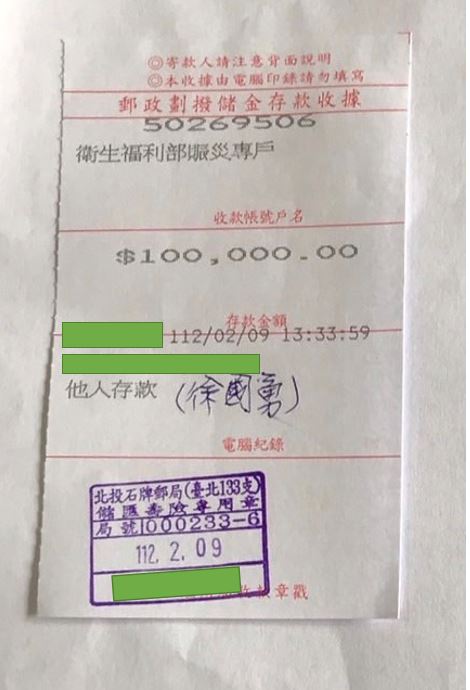 ◎寄款人請注意背面說明
◎本收據由電腦印錄請勿填寫
郵政劃撥儲金存款收據
50269506
衛生福利部賑災專戶
收款帳號戶名
$100,000.00
存款金額
112/02/09 13:33:59
他人存款 (徐國勇)
電腦紀錄
北投石牌郵局(臺北133支)
儲匯壽險專用章
局號000233-6
112.2.09
章戳